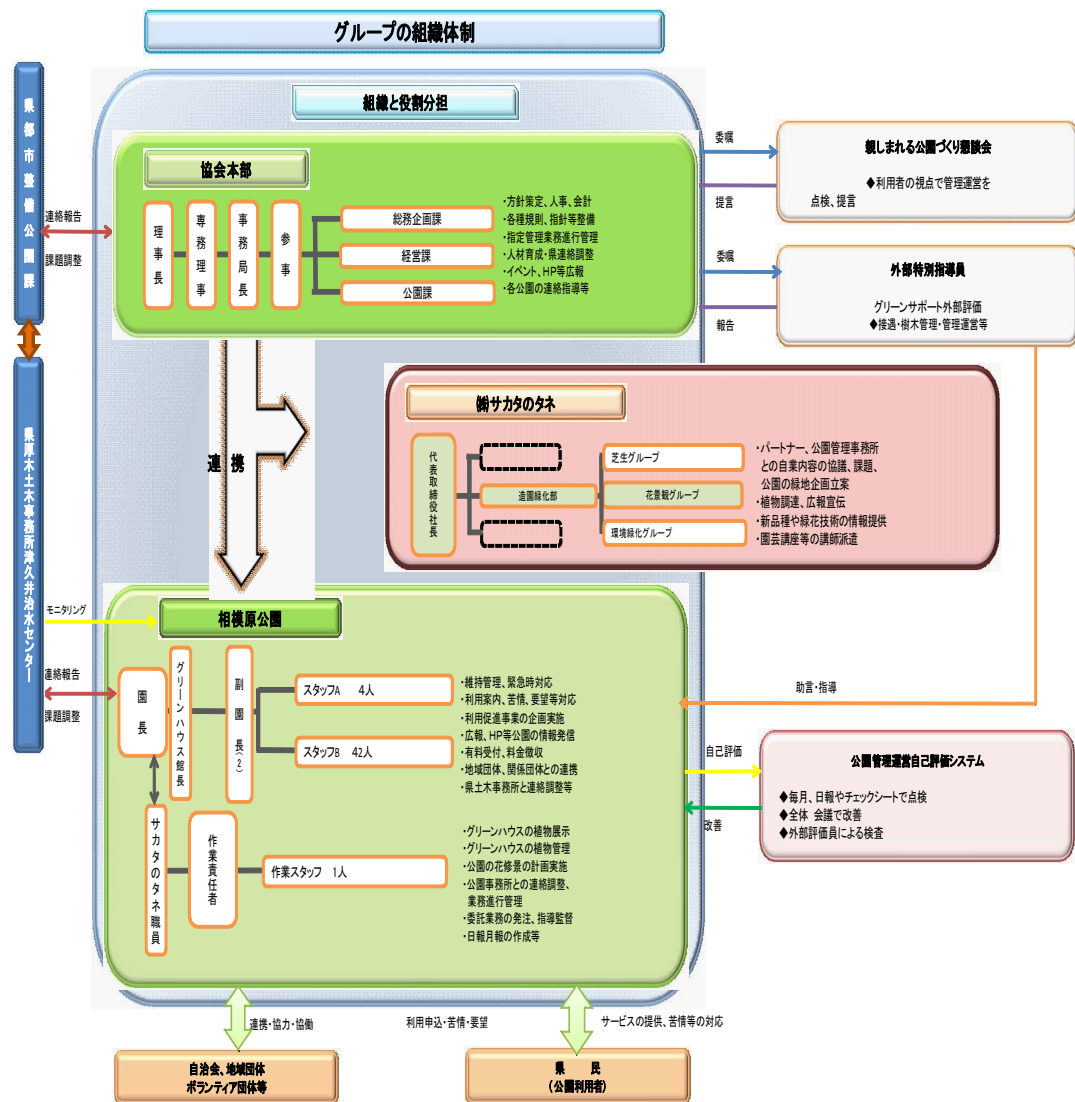 グループの組織体制
組織と役割分担
県都市整備公園課
連絡報告
課題調整
協会本部
理事長
専務理事
事務局長
参事
総務企画課
経営課
公園課
・方針策定、人事、会計
・各種規則、指針等整備
・指定管理業務進行管理
・人材育成・県連絡調整
・イベント、HP等広報
・各公園の連絡指導等
委嘱
提言
親しまれる公園づくり懇談会
◆利用者の視点で管理運営を
点検、提言
委嘱
報告
外部特別指導員
グリーンサポート外部評価
◆接遇・樹木管理・管理運営等
連携
㈱サカタのタネ
代表取締役社長
造園緑化部
芝生グループ
花景観グループ
環境緑化グループ
・パートナー、公園管理事務所
との自業内容の協議、課題、
公園の緑地企画立案
・植物調達、広報宣伝
・新品種や緑花技術の情報提供
・園芸講座等の講師派遣
県厚木土木事務所津久井治水センター
モニタリング
連絡報告
課題調整
相模原公園
園長
グリーンハウス館長
副園長(2)
スタッフA 4人
スタッフB 42人
・維持管理、緊急時対応
・利用案内、苦情、要望等対応
・利用促進事業の企画実施
・広報、HP等公園の情報発信
・有料受付、料金徴収
・地域団体、関係団体との連携
・県土木事務所と連絡調整等
サカタのタネ職員
作業責任者
作業スタッフ 1人
・グリーンハウスの植物展示
・グリーンハウスの植物管理
・公園の花修景の計画実施
・公園事務所との連絡調整、
業務進行管理
・委託業務の発注、指導監督
・日報月報の作成等
助言・指導
自己評価
改善
公園管理運営自己評価システム
◆毎月、日報やチェックシートで点検
◆全体 会議で改善
◆外部評価員による検査
連携・協力・協働
利用申込・苦情・要望
サービスの提供、苦情等の対応
自治会、地域団体
ボランティア団体等
県 民
(公園利用者)